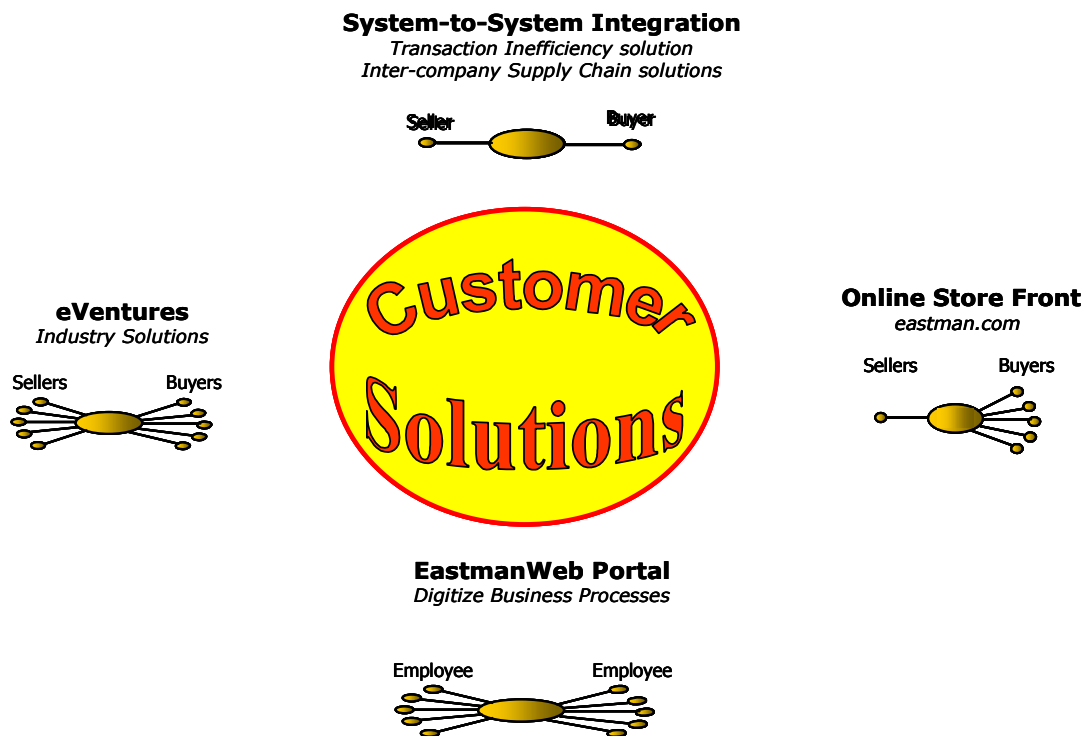 System-to-System Integration
Transaction Inefficiency solution
Inter-company Supply Chain solutions
Seller Buyer
Customer
Solutions
eVentures
Industry Solutions
Sellers Buyers
Online Store Front
eastman.com
Sellers Buyers
EastmanWeb Portal
Digitize Business Processes
Employee Employee